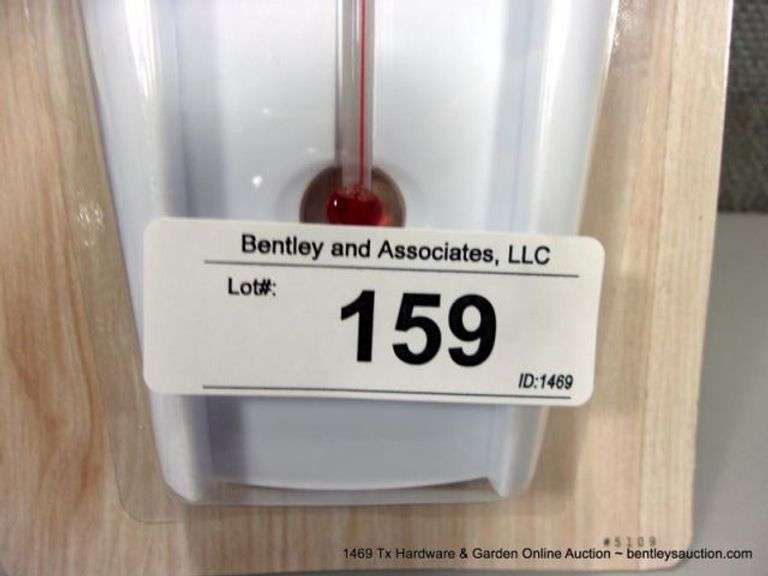 Bentley and Associates, LLC
Lot#:
159
ID:1469
#5109
1469 Tx Hardware & Garden Online Auction ~ bentleysauction.com